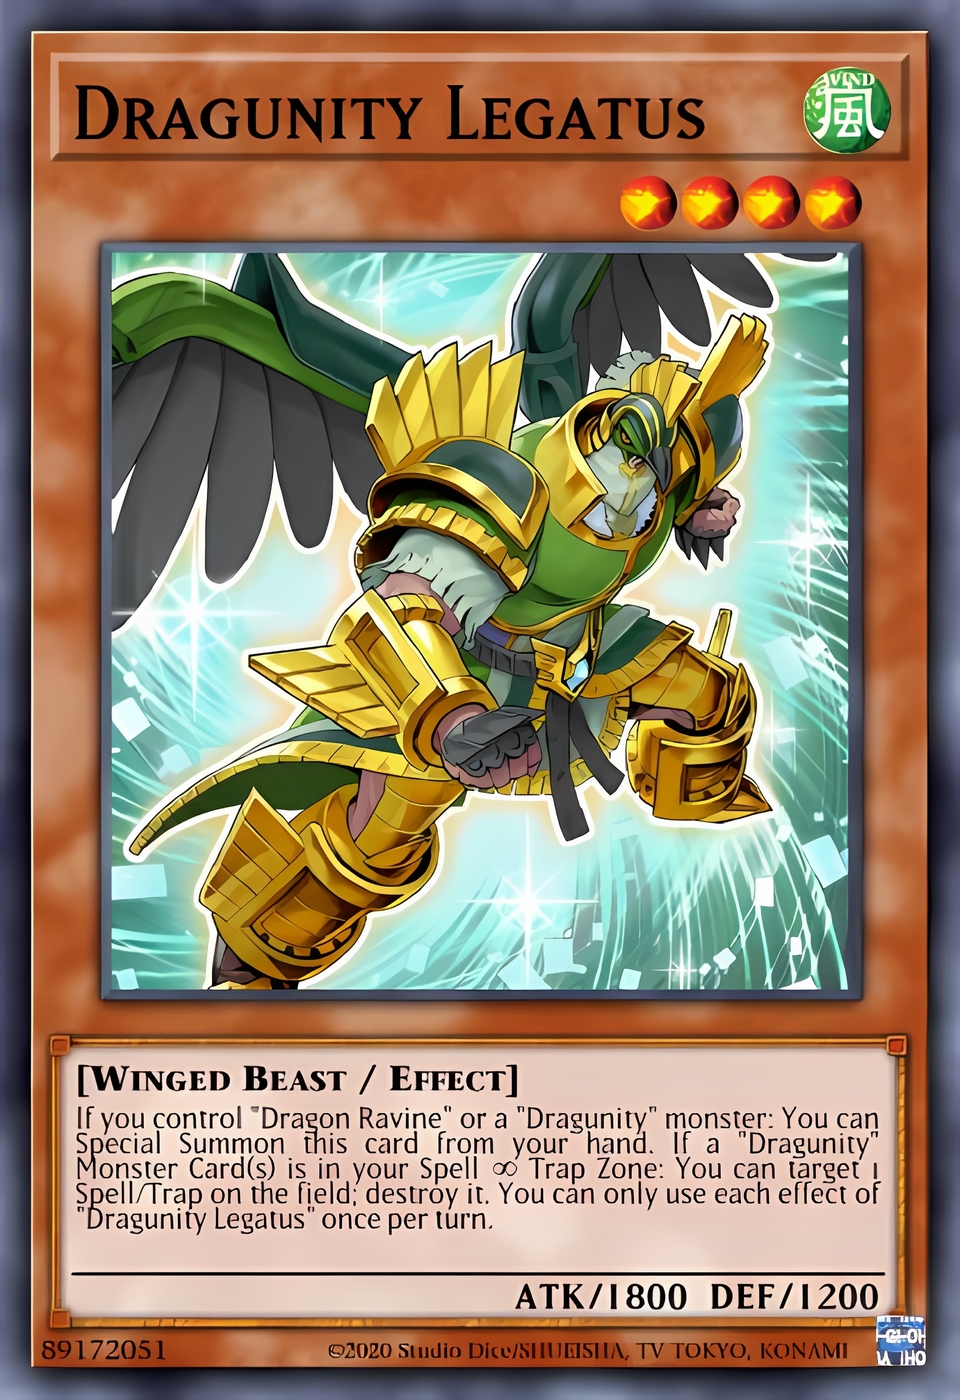 DRAGUNITY LEGATUS
風
[WINGED BEAST / EFFECT]
If you control "Dragon Ravine" or a "Dragunity" monster: You can
Special Summon this card from your hand. If a "Dragunity"
Monster Card(s) is in your Spell & Trap Zone: You can target 1
Spell/Trap on the field; destroy it. You can only use each effect of
"Dragunity Legatus" once per turn.
ATK/1800 DEF/1200
89172051
©2020 Studio Dice/SHUEISHA, TV TOKYO, KONAMI